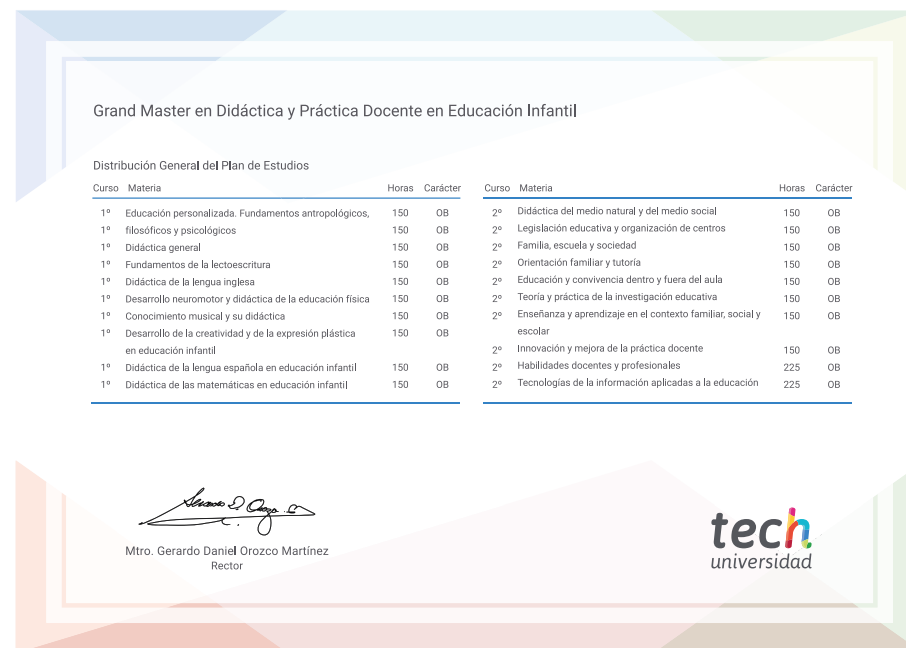 Grand Master en Didáctica y Práctica Docente en Educación Infantil
Distribución General del Plan de Estudios
Curso Materia Horas Carácter
1º Educación personalizada. Fundamentos antropológicos, 150 OB
1º filosóficos y psicológicos 150 OB
1º Didáctica general 150 OB
1º Fundamentos de la lectoescritura 150 OB
1º Didáctica de la lengua inglesa 150 OB
1º Desarrollo neuromotor y didáctica de la educación física 150 OB
1º Conocimiento musical y su didáctica 150 OB
1º Desarrollo de la creatividad y de la expresión plástica 150 OB
en educación infantil
1º Didáctica de la lengua española en educación infantil 150 OB
1º Didáctica de las matemáticas en educación infantil 150 OB
Curso Materia Horas Carácter
2º Didáctica del medio natural y del medio social 150 OB
2º Legislación educativa y organización de centros 150 OB
2º Familia, escuela y sociedad 150 OB
2º Orientación familiar y tutoría 150 OB
2º Educación y convivencia dentro y fuera del aula 150 OB
2º Teoría y práctica de la investigación educativa 150 OB
2º Enseñanza y aprendizaje en el contexto familiar, social y 150 OB
escolar
2º Innovación y mejora de la práctica docente 150 OB
2º Habilidades docentes y profesionales 225 OB
2º Tecnologías de la información aplicadas a la educación 225 OB
Mtro. Gerardo Daniel Orozco Martínez
Rector
tech
universidad